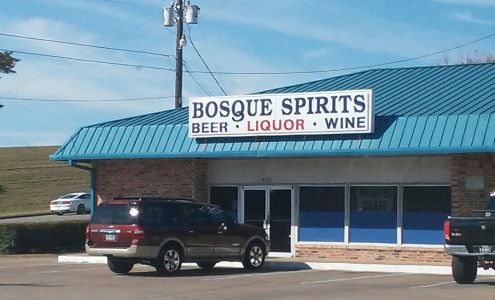 BOSQUE SPIRITS
BEER • LIQUOR • WINE